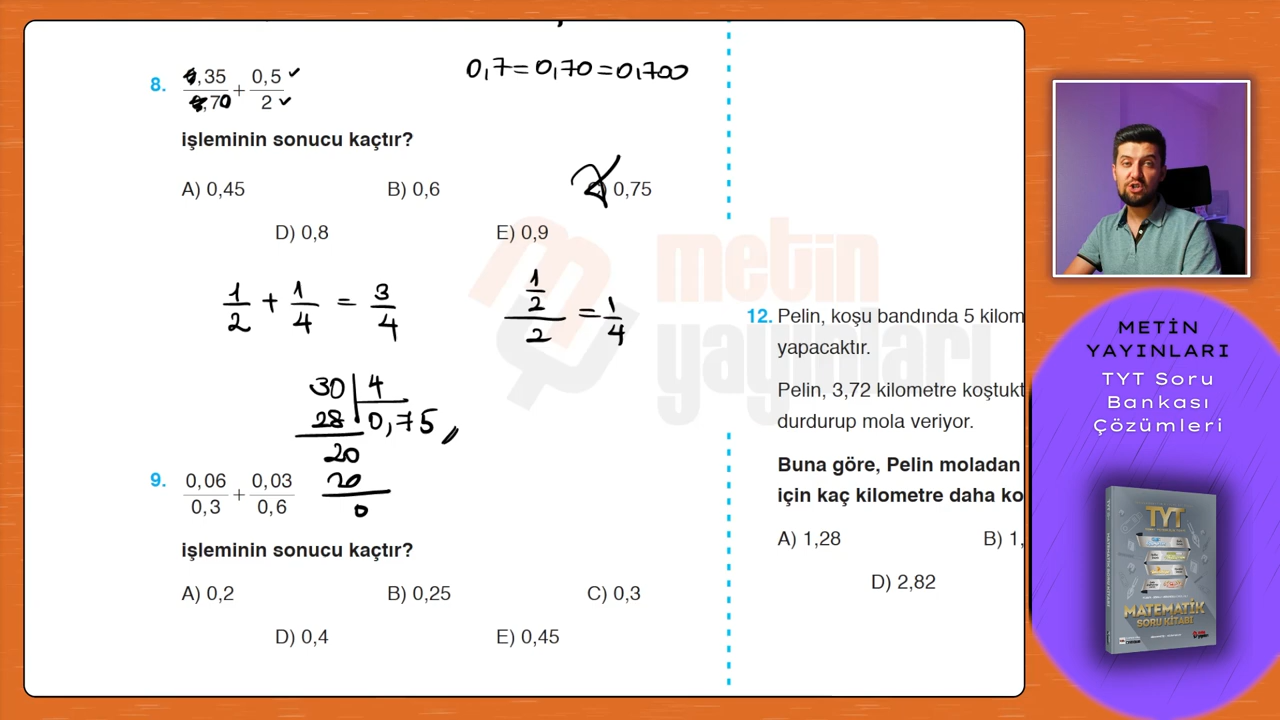 0,7=0,70=0,700
8. 0,35/0,70 + 0,5/2
işleminin sonucu kaçtır?
A) 0,45 B) 0,6 C) 0,75
D) 0,8 E) 0,9
1/2 + 1/4 = 3/4
1/2/2 = 1/4
30 | 4
28 0,75
20
20
0
9. 0,06/0,3 + 0,03/0,6
işleminin sonucu kaçtır?
A) 0,2 B) 0,25 C) 0,3
D) 0,4 E) 0,45
metin
yayınları
12. Pelin, koşu bandında 5 kilom
yapacaktır.
Pelin, 3,72 kilometre koştukt
durdurup mola veriyor.
Buna göre, Pelin moladan
için kaç kilometre daha ko
A) 1,28 B) 1,
D) 2,82
METİN
YAYINLARI
TYT Soru
Bankası
Çözümleri
TYT
MATEMATİK
SORU KİTABI